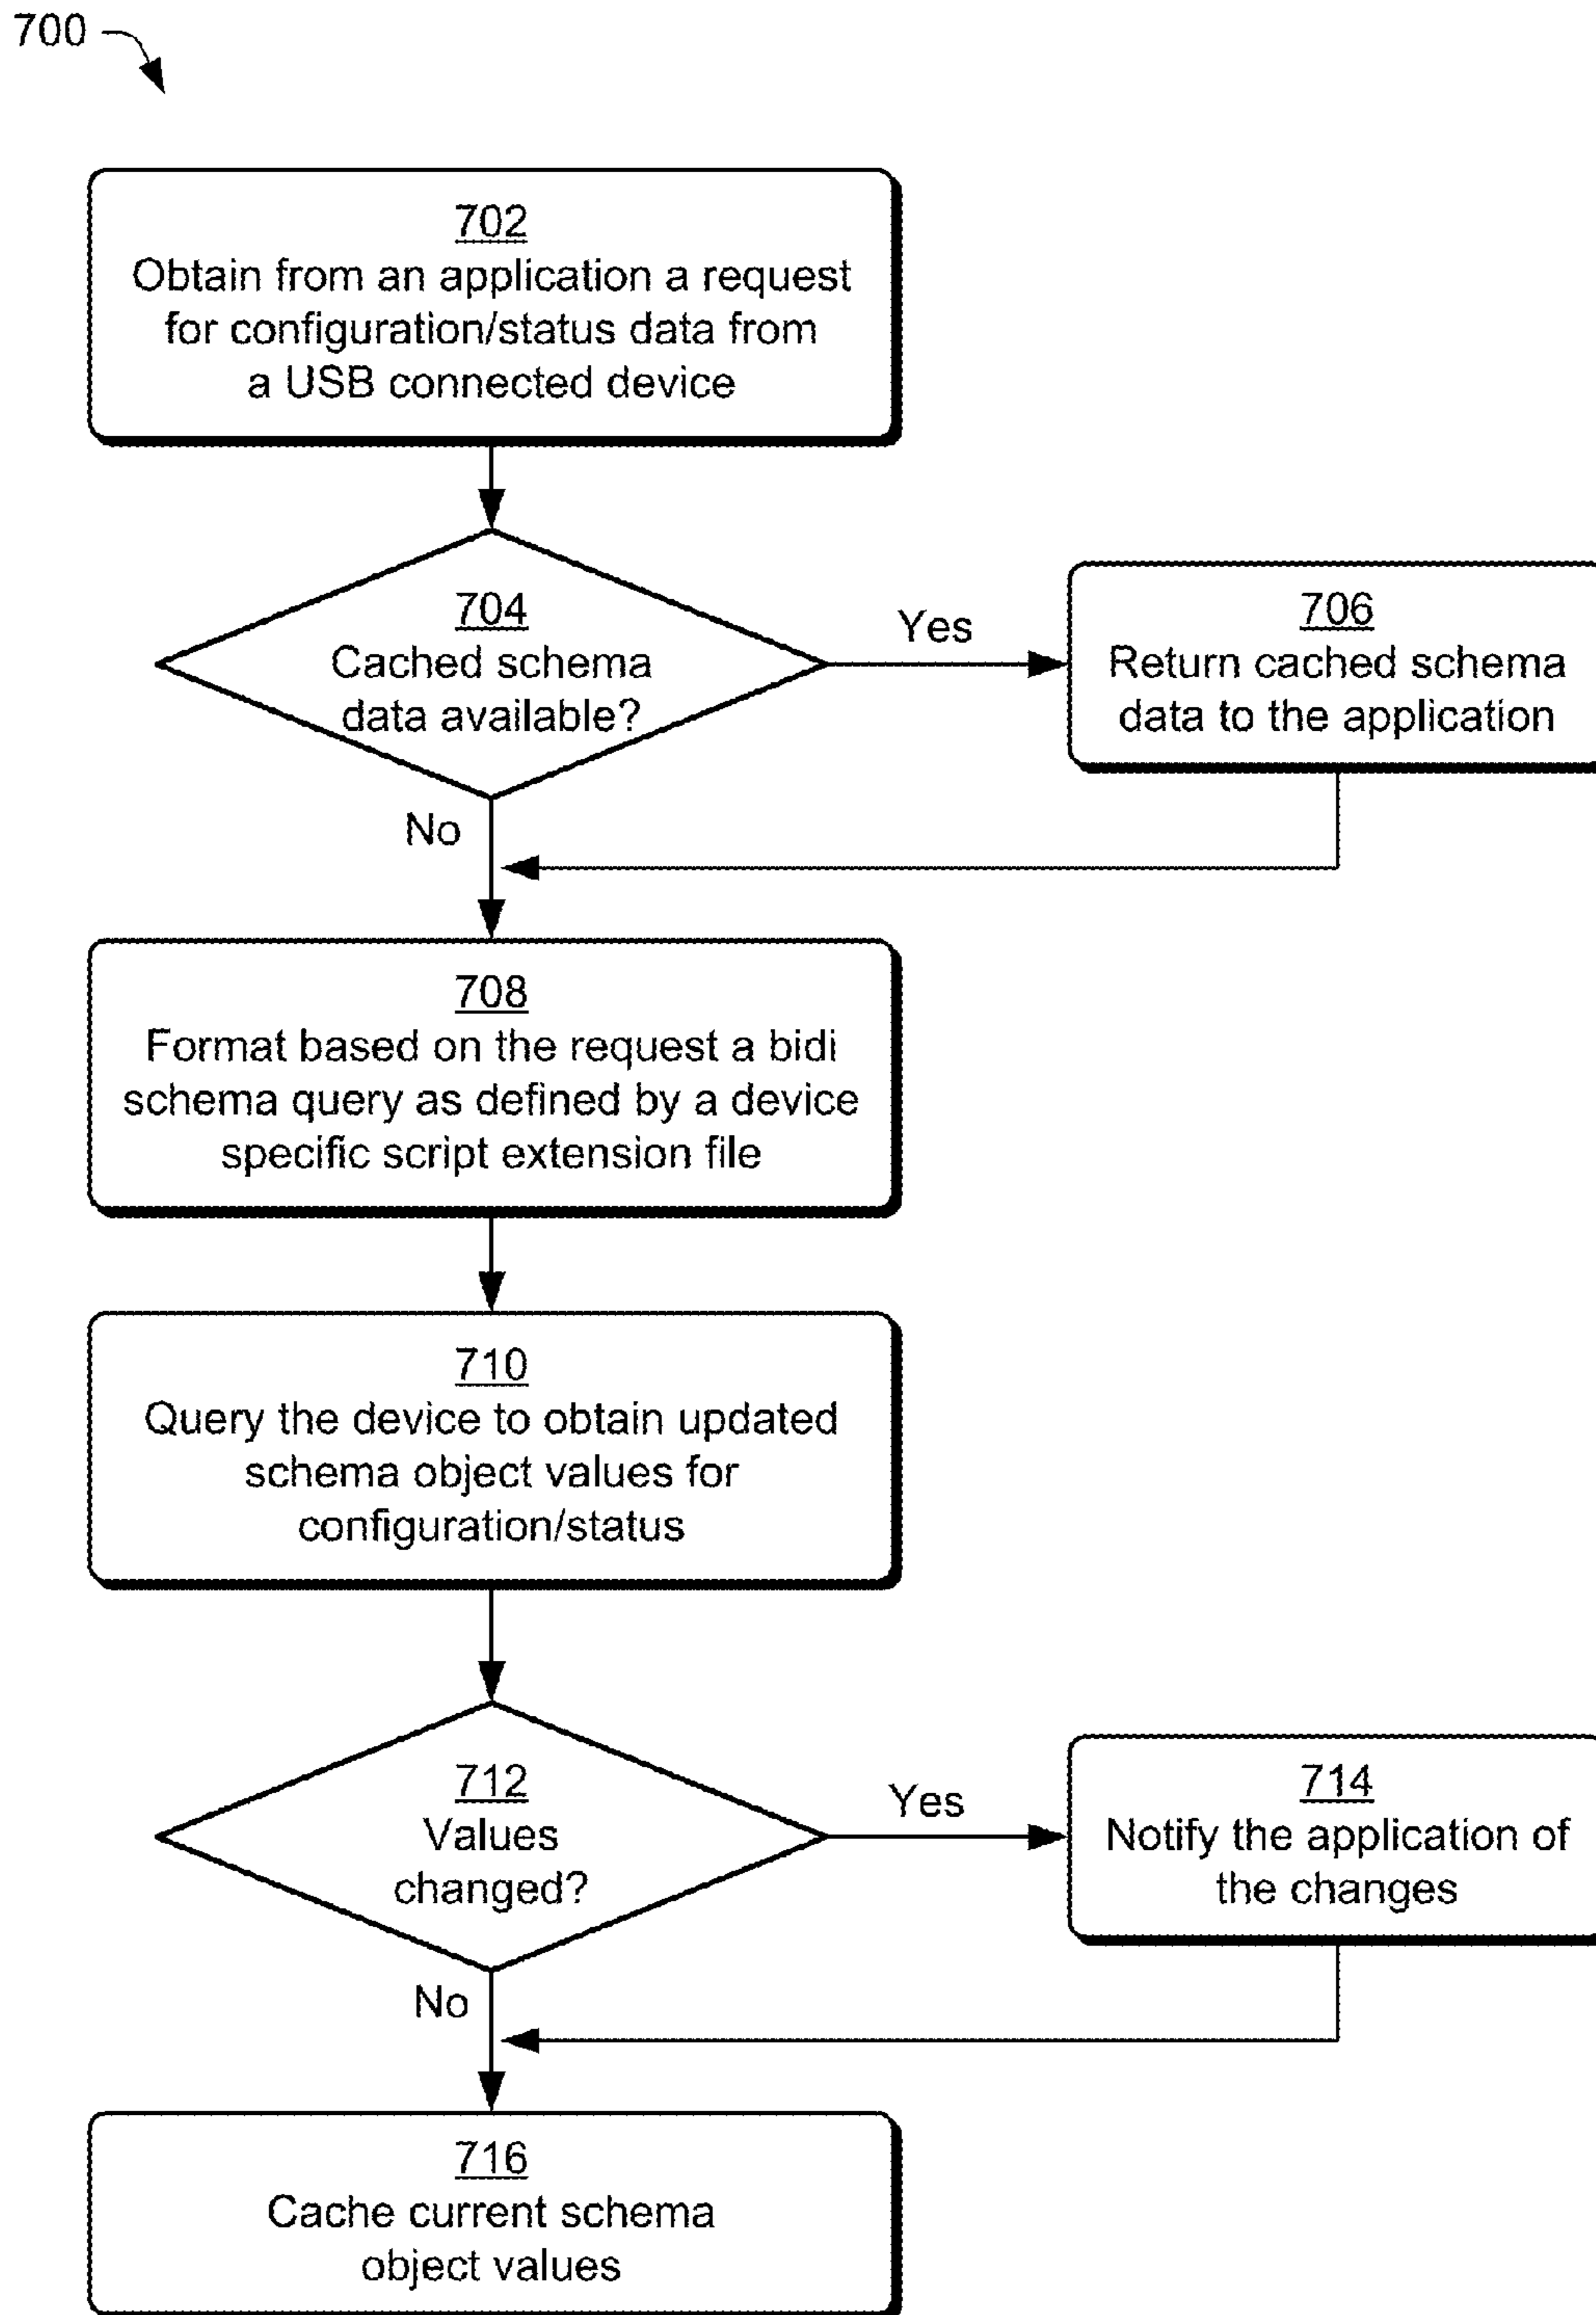 700
702
Obtain from an application a request
for configuration/status data from
a USB connected device
704
Cached schema
data available?
Yes
706
Return cached schema
data to the application
No
708
Format based on the request a bidi
schema query as defined by a device
specific script extension file
710
Query the device to obtain updated
schema object values for
configuration/status
712
Values
changed?
Yes
714
Notify the application of
the changes
No
716
Cache current schema
object values